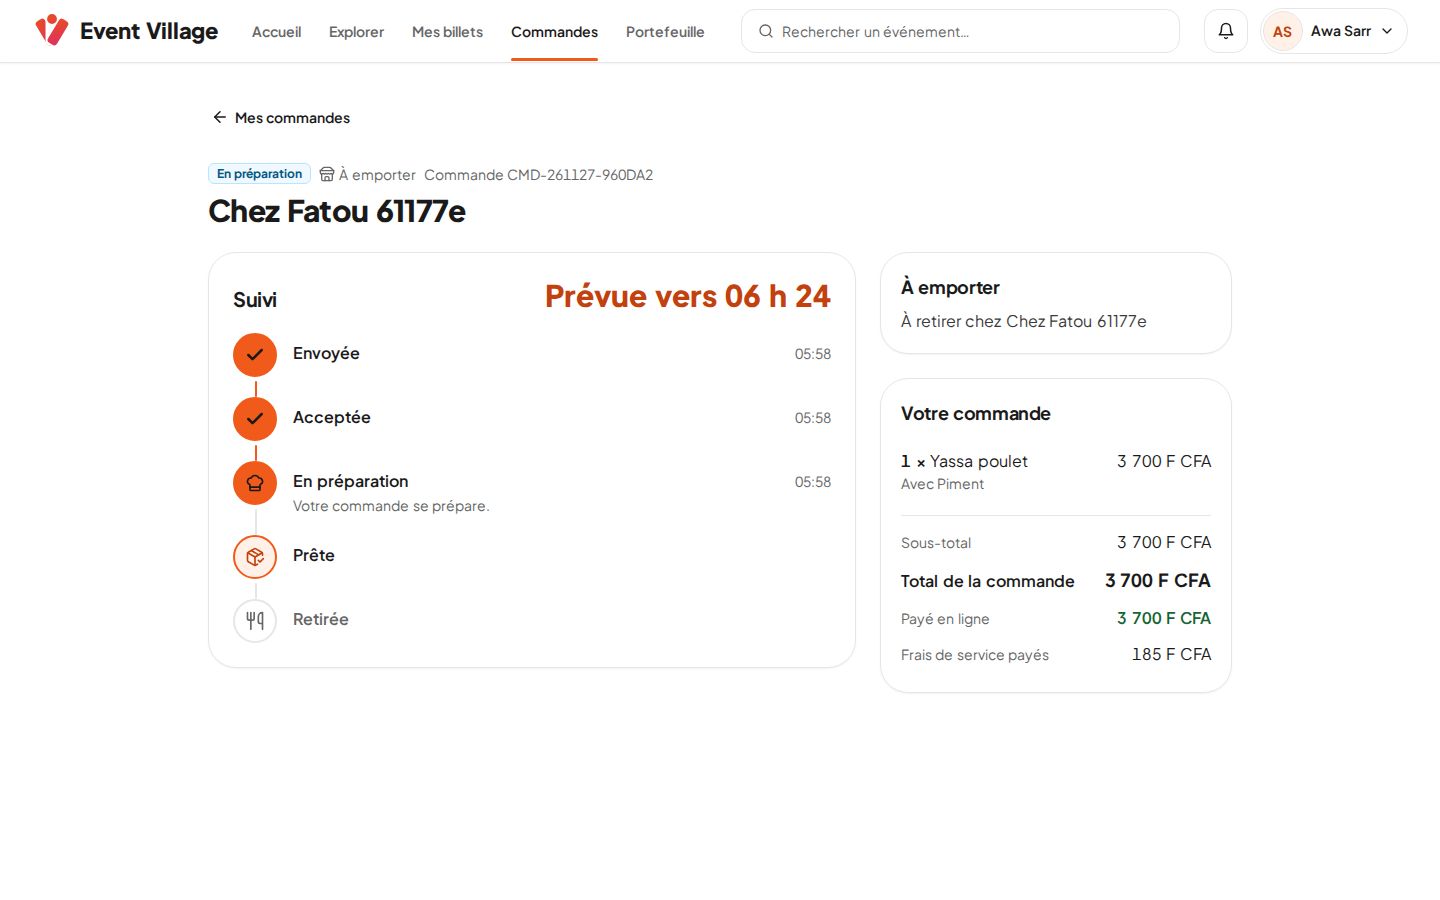 Event Village
Accueil
Explorer
Mes billets
Commandes
Portefeuille
Rechercher un événement...
AS
Awa Sarr
Mes commandes
En préparation
À emporter
Commande CMD-261127-960DA2
Chez Fatou 61177e
Suivi
Prévue vers 06 h 24
Envoyée
05:58
Acceptée
05:58
En préparation
05:58
Votre commande se prépare.
Prête
Retirée
À emporter
À retirer chez Chez Fatou 61177e
Votre commande
1 × Yassa poulet
3 700 F CFA
Avec Piment
Sous-total
3 700 F CFA
Total de la commande
3 700 F CFA
Payé en ligne
3 700 F CFA
Frais de service payés
185 F CFA